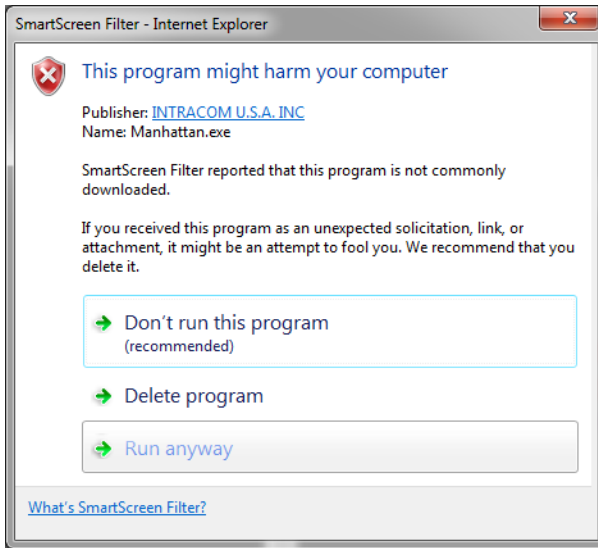 SmartScreen Filter - Internet Explorer
This program might harm your computer
Publisher: INTRACOM U.S.A. INC
Name: Manhattan.exe
SmartScreen Filter reported that this program is not commonly
downloaded.
If you received this program as an unexpected solicitation, link, or
attachment, it might be an attempt to fool you. We recommend that you
delete it.
Don't run this program
(recommended)
Delete program
Run anyway
What's SmartScreen Filter?